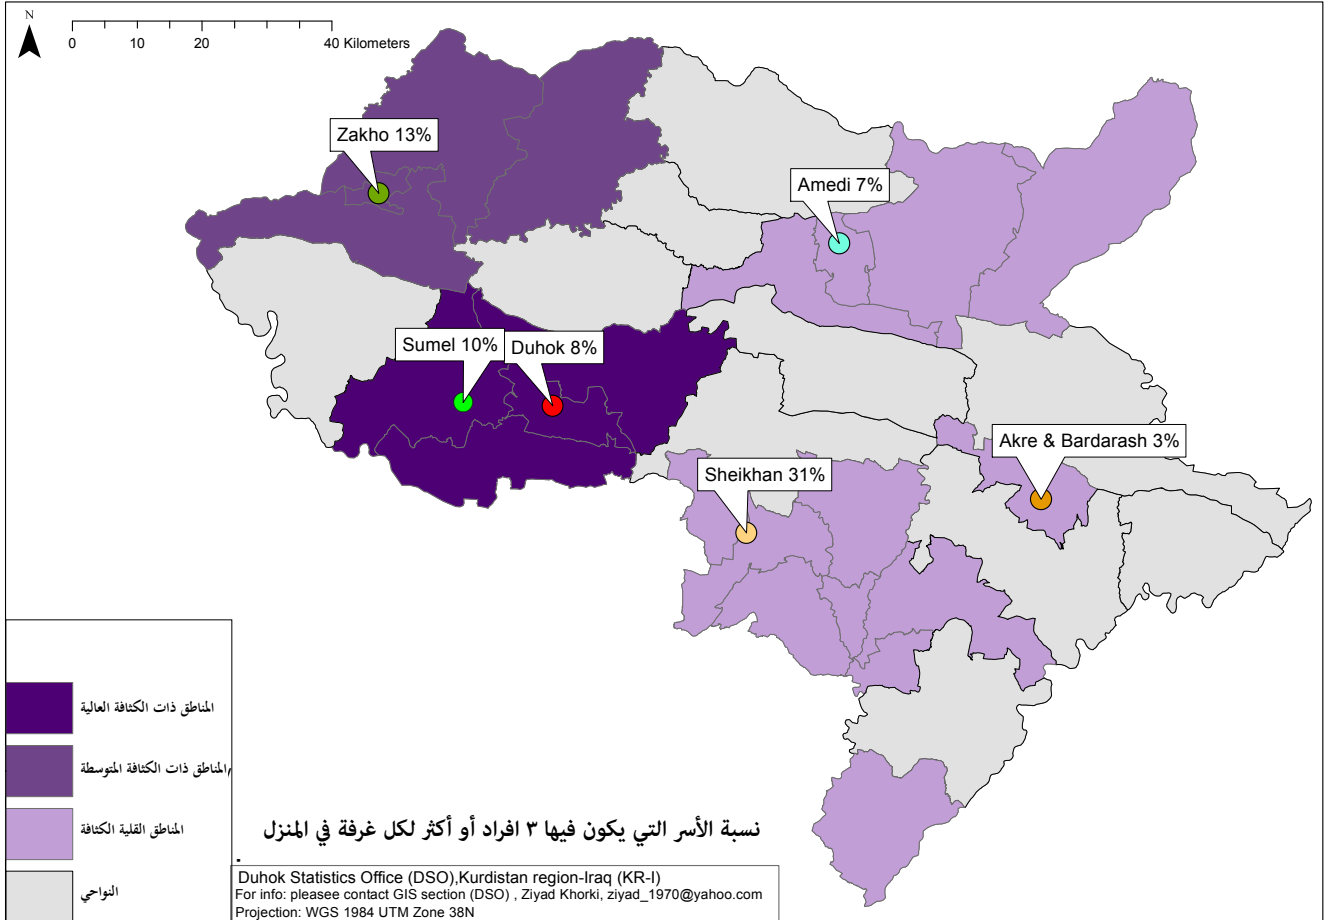 N
0 10 20 40 Kilometers
Zakho 13%
Amedi 7%
Sumel 10%
Duhok 8%
Akre & Bardarash 3%
Sheikhan 31%
المناطق ذات الكثافة العالية
المناطق ذات الكثافة المتوسطة
المناطق القلية الكثافة
النواحي
نسبة الأسر التي يكون فيها ٣ افراد أو أكثر لكل غرفة في المنزل
.
Duhok Statistics Office (DSO),Kurdistan region-Iraq (KR-I)
For info: pleasee contact GIS section (DSO) , Ziyad Khorki, ziyad_1970@yahoo.com
Projection: WGS 1984 UTM Zone 38N